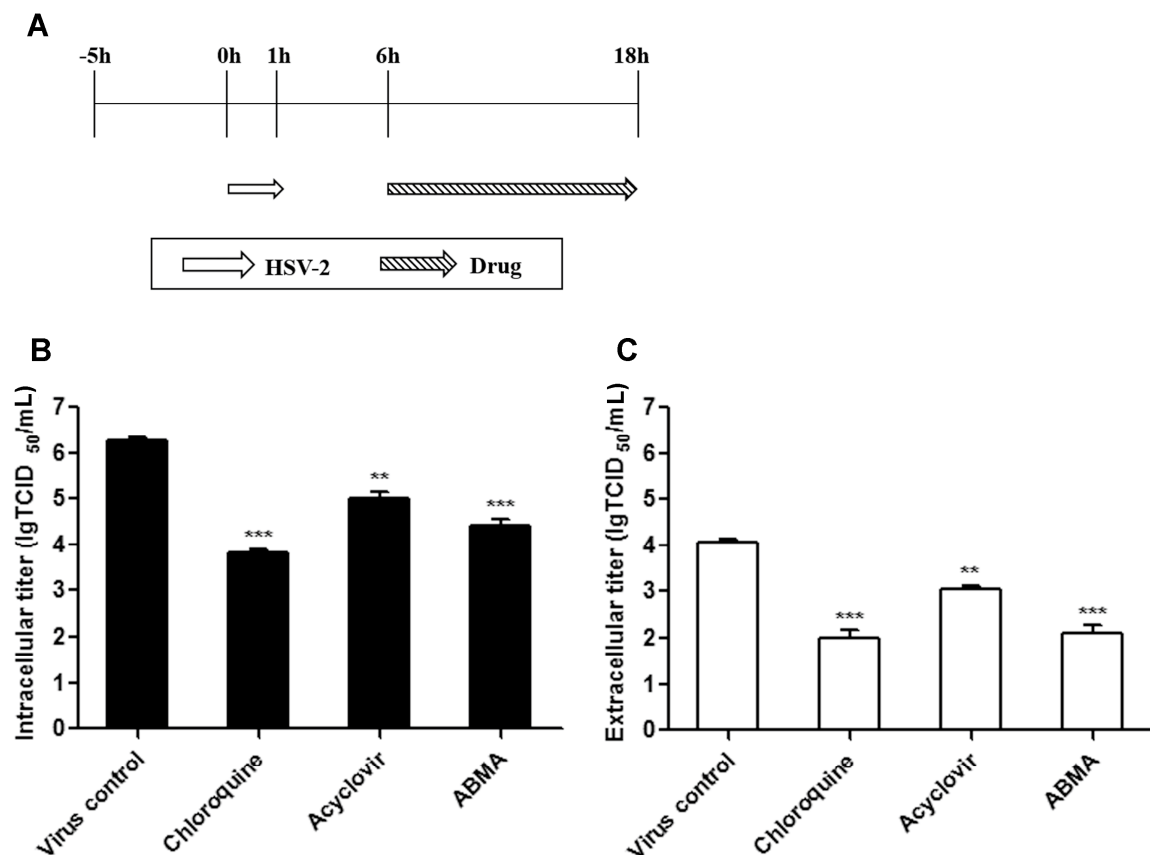 A
-5h 0h 1h 6h 18h
HSV-2 Drug
B
Intracellular titer (lgTCID 50/mL)
7
6
5
4
3
2
1
0
***
**
***
Virus control
Chloroquine
Acyclovir
ABMA
C
Extracellular titer (lgTCID 50/mL)
7
6
5
4
3
2
1
0
***
**
***
Virus control
Chloroquine
Acyclovir
ABMA